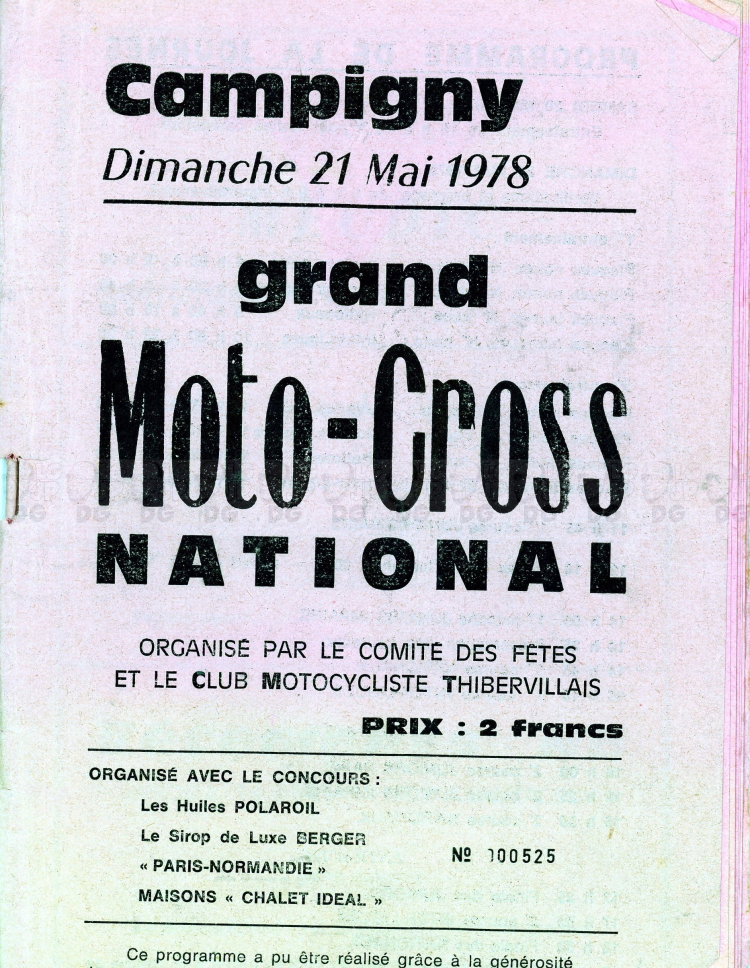 Campigny
Dimanche 21 Mai 1978
grand
Moto-Cross
NATIONAL
ORGANISÉ PAR LE COMITÉ DES FÊTES
ET LE CLUB MOTOCYCLISTE THIBERVILLAIS
PRIX : 2 francs
ORGANISÉ AVEC LE CONCOURS :
Les Huiles POLAROIL
Le Sirop de Luxe BERGER
« PARIS-NORMANDIE »
MAISONS « CHALET IDEAL »
Nº 000525
Ce programme a pu être réalisé grâce à la générosité